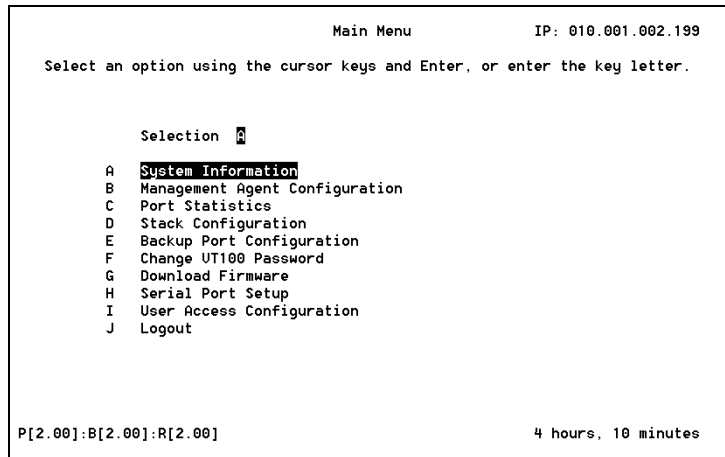 Main Menu IP: 010.001.002.199
Select an option using the cursor keys and Enter, or enter the key letter.
Selection A
A System Information
B Management Agent Configuration
C Port Statistics
D Stack Configuration
E Backup Port Configuration
F Change VT100 Password
G Download Firmware
H Serial Port Setup
I User Access Configuration
J Logout
P[2.00]:B[2.00]:R[2.00] 4 hours, 10 minutes